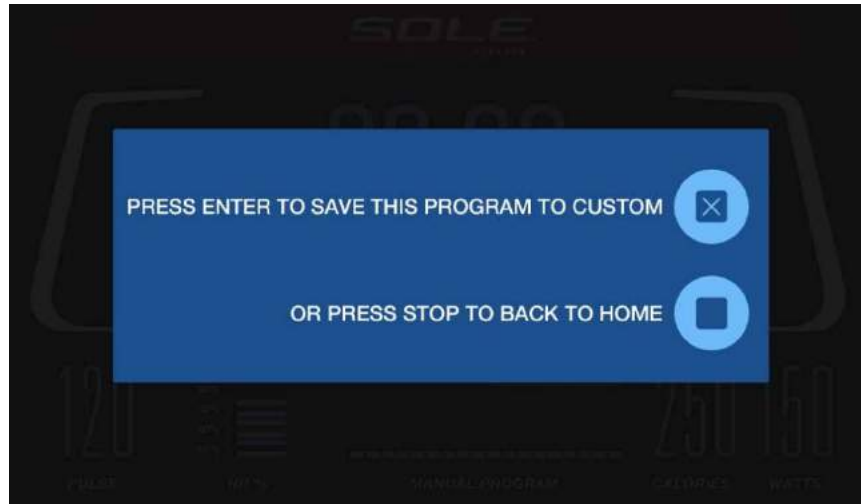 SOLE
PRESS ENTER TO SAVE THIS PROGRAM TO CUSTOM
OR PRESS STOP TO BACK TO HOME
120
250
150
PULSE
MANUAL PROGRAM
CALORIES
WATTS